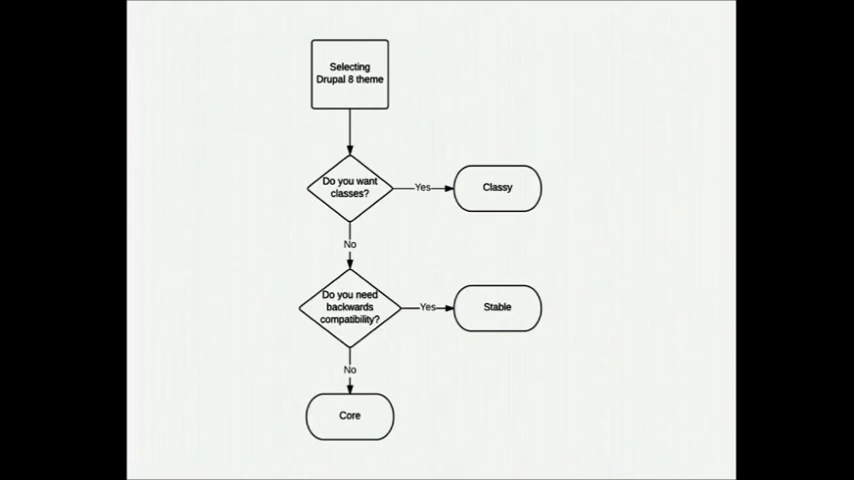 Selecting
Drupal 8 theme
Do you want
classes?
Yes
Classy
No
Do you need
backwards
compatibility?
Yes
Stable
No
Core